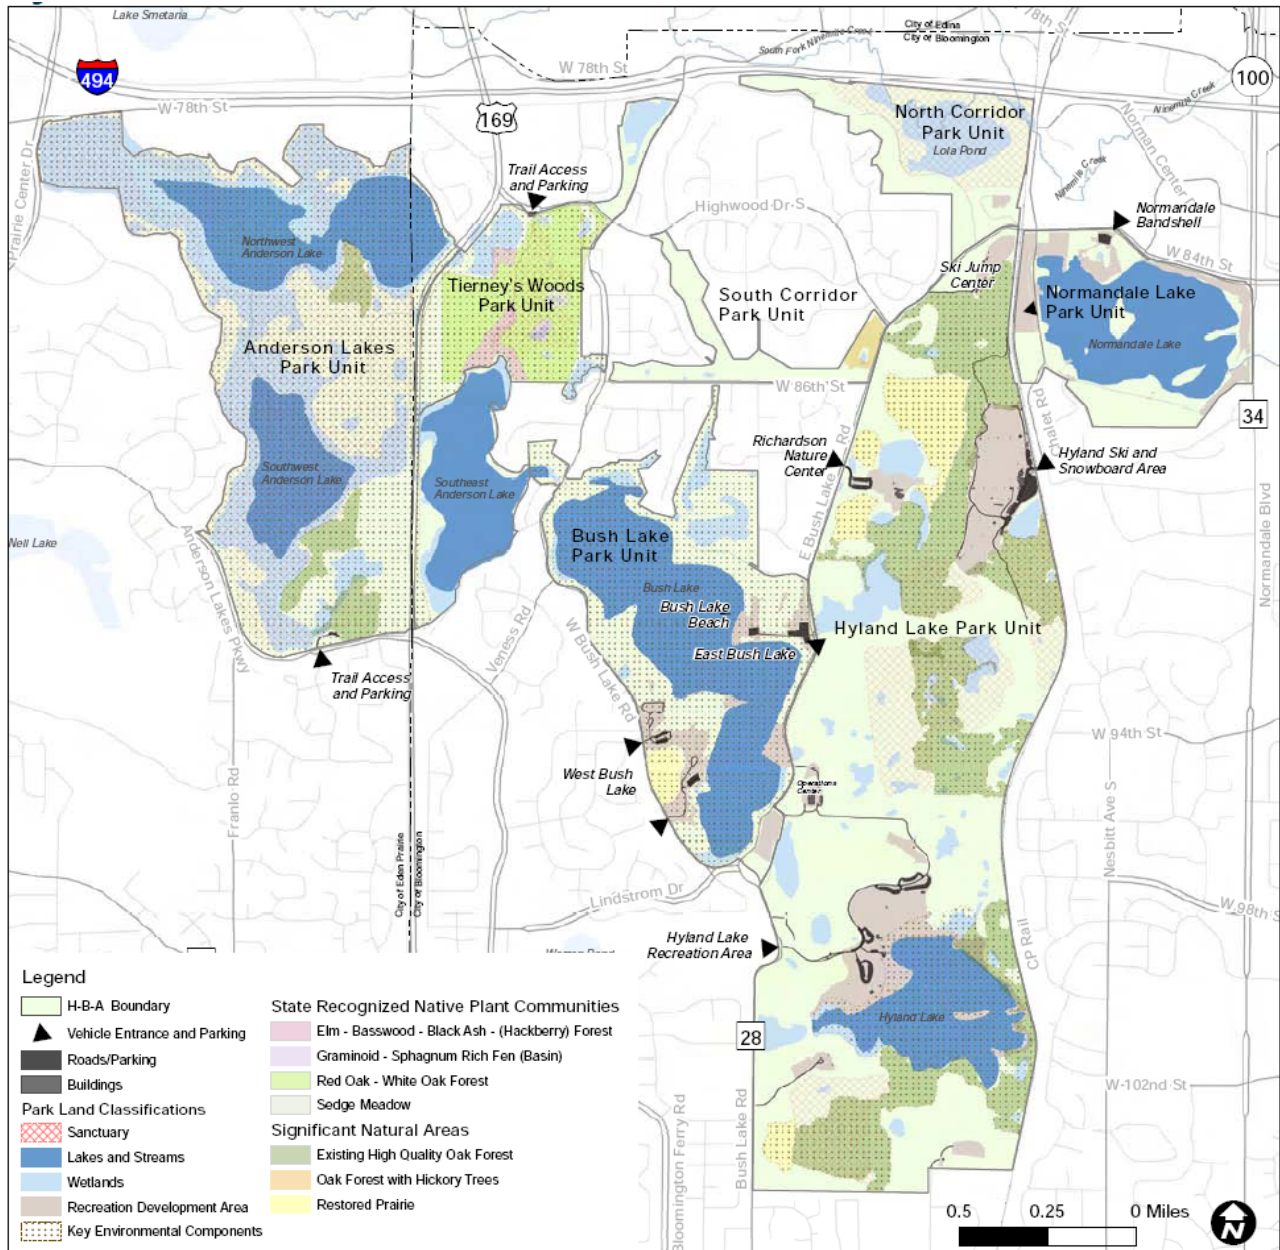 Lake Smetana
City of Edina
City of Bloomington
78th St
South Fork Ninemile Creek
W 78th St
494
100
W-78th St
169
North Corridor
Park Unit
Lola Pond
Ninemile Creek
Norman Center
Ninemile Creek
Prairie Center Dr
Trail Access
and Parking
Highwood Dr-S
Normandale
Bandshell
Northwest
Anderson Lake
W 84th St
Ski Jump
Center
Tierney's Woods
Park Unit
South Corridor
Park Unit
Normandale Lake
Park Unit
Normandale Lake
Anderson Lakes
Park Unit
W 86th St
34
Chalet Rd
Richardson
Nature
Center
E Bush Lake Rd
Hyland Ski and
Snowboard Area
Southwest
Anderson Lake
Southeast
Anderson Lake
Normandale Blvd
Neil Lake
Bush Lake
Park Unit
Bush Lake
Anderson Lakes Pkwy
Bush Lake
Beach
Hyland Lake Park Unit
East Bush Lake
Veness Rd
W Bush Lake Rd
Trail Access
and Parking
W 94th St
West Bush
Lake
Operations
Center
Franlo Rd
Nesbitt Ave S
City of Eden Prairie
City of Bloomington
Lindstrom Dr
W 98th St
Hyland Lake
Recreation Area
CP Rail
Hyland Lake
28
W-102nd St
Bush Lake Rd
Bloomington Ferry Rd
Legend
H-B-A Boundary
Vehicle Entrance and Parking
Roads/Parking
Buildings
Park Land Classifications
Sanctuary
Lakes and Streams
Wetlands
Recreation Development Area
Key Environmental Components
State Recognized Native Plant Communities
Elm - Basswood - Black Ash - (Hackberry) Forest
Graminoid - Sphagnum Rich Fen (Basin)
Red Oak - White Oak Forest
Sedge Meadow
Significant Natural Areas
Existing High Quality Oak Forest
Oak Forest with Hickory Trees
Restored Prairie
0.5 0.25 0 Miles
N